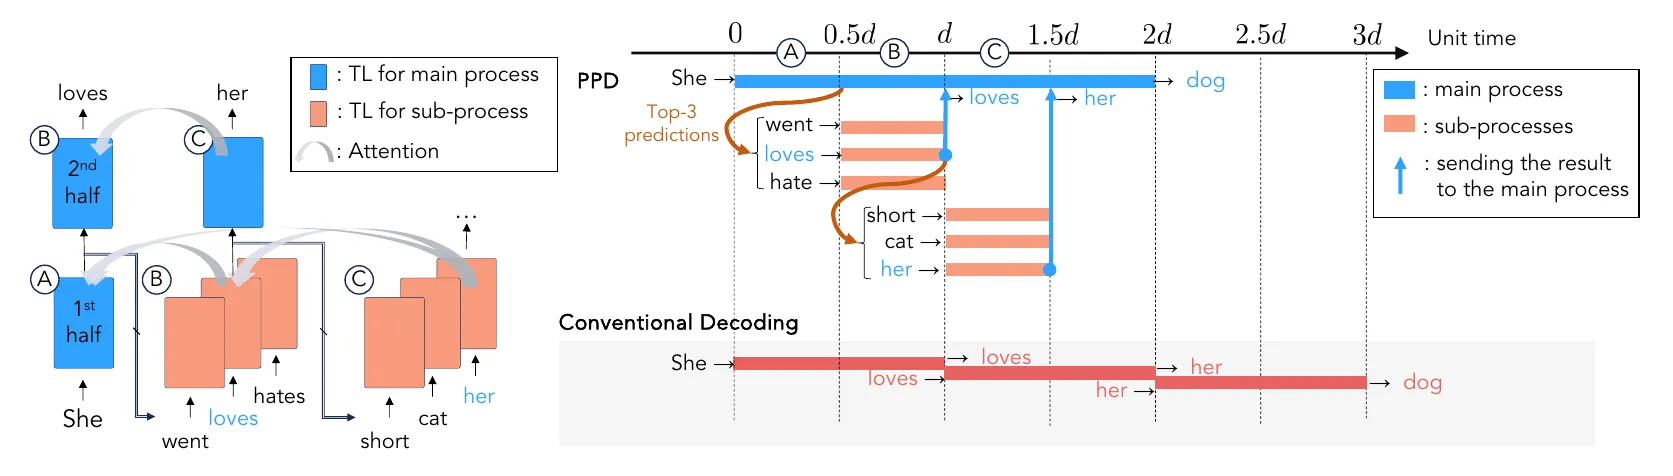 loves
her
B
C
2nd
half
A
1st
half
B
C
...
She
went
loves
hates
short
cat
her
: TL for main process
: TL for sub-process
: Attention
0
0.5d
d
1.5d
2d
2.5d
3d
Unit time
A
B
C
PPD
She →
→ dog
→ loves
→ her
Top-3
predictions
went →
loves →
hate →
short →
cat →
her →
: main process
: sub-processes
: sending the result
to the main process
Conventional Decoding
She →
→ loves
loves →
→ her
her →
→ dog